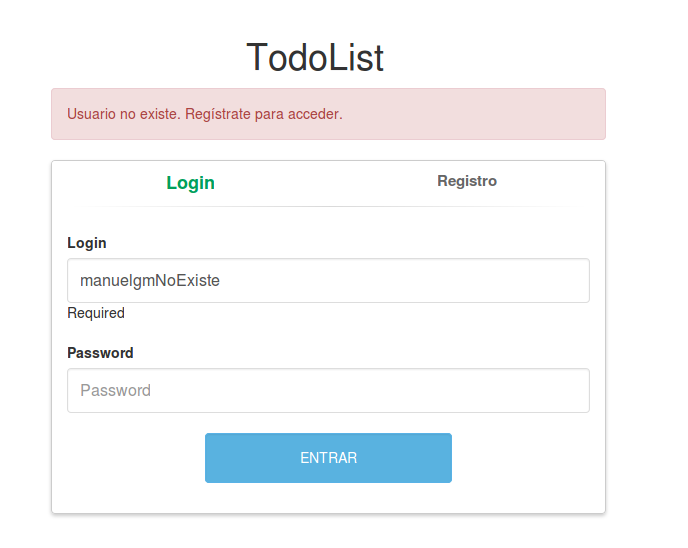 TodoList
Usuario no existe. Regístrate para acceder.
Login Registro
Login
manuelgmNoExiste
Required
Password
Password
ENTRAR